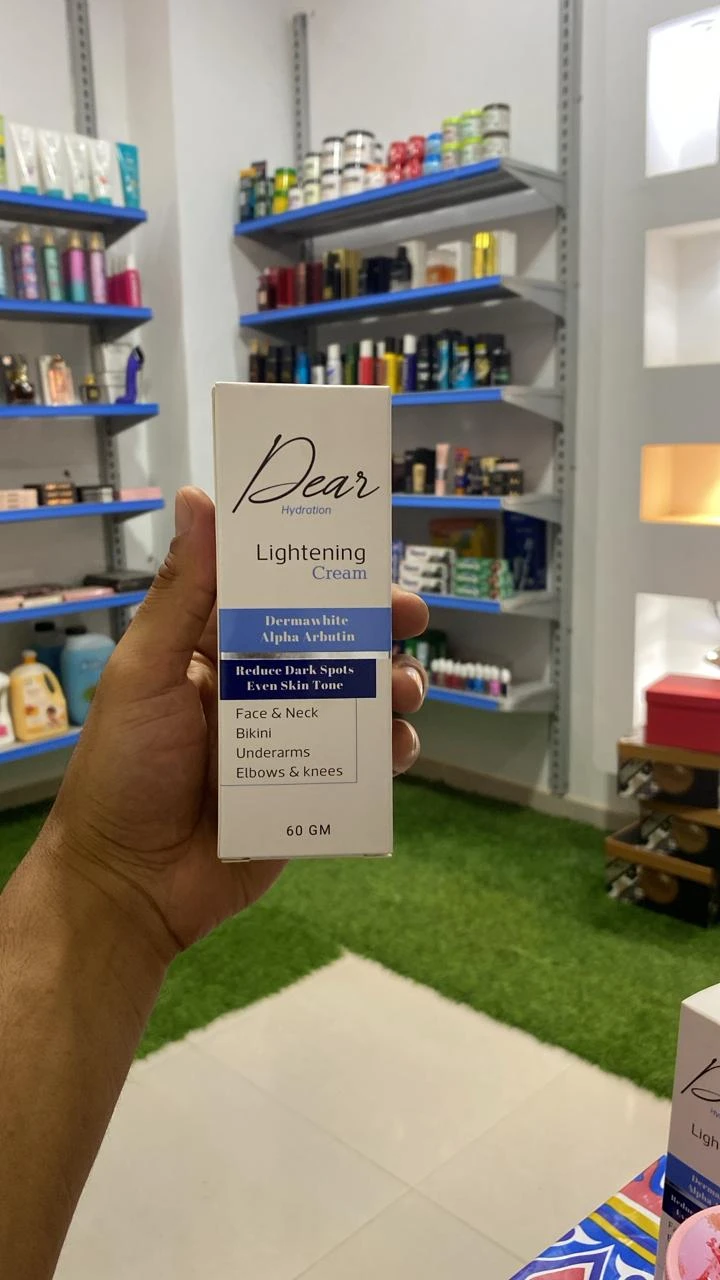 Dear
Hydration
Lightening
Cream
Dermawhite
Alpha Arbutin
Reduce Dark Spots
Even Skin Tone
Face & Neck
Bikini
Underarms
Elbows & knees
60 GM